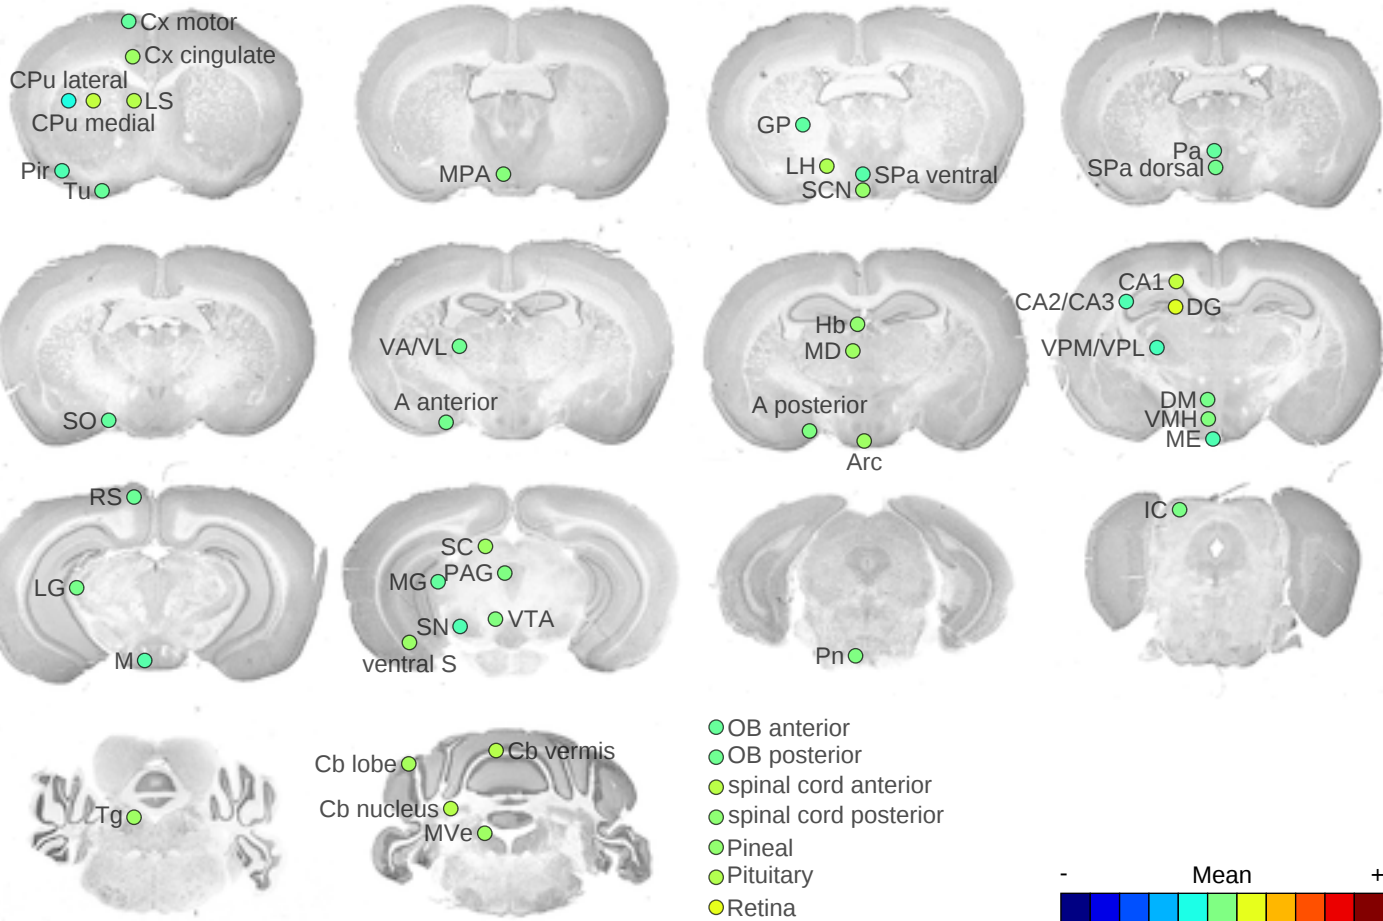 Cx motor
Cx cingulate
CPu lateral
LS
CPu medial
Pir
Tu
MPA
GP
LH
SPa ventral
SCN
Pa
SPa dorsal
SO
VA/VL
A anterior
Hb
MD
A posterior
Arc
CA1
CA2/CA3
DG
VPM/VPL
DM
VMH
ME
RS
LG
M
SC
MG
PAG
SN
VTA
ventral S
Pn
IC
Tg
Cb lobe
Cb vermis
Cb nucleus
MVe
OB anterior
OB posterior
spinal cord anterior
spinal cord posterior
Pineal
Pituitary
Retina
- Mean +